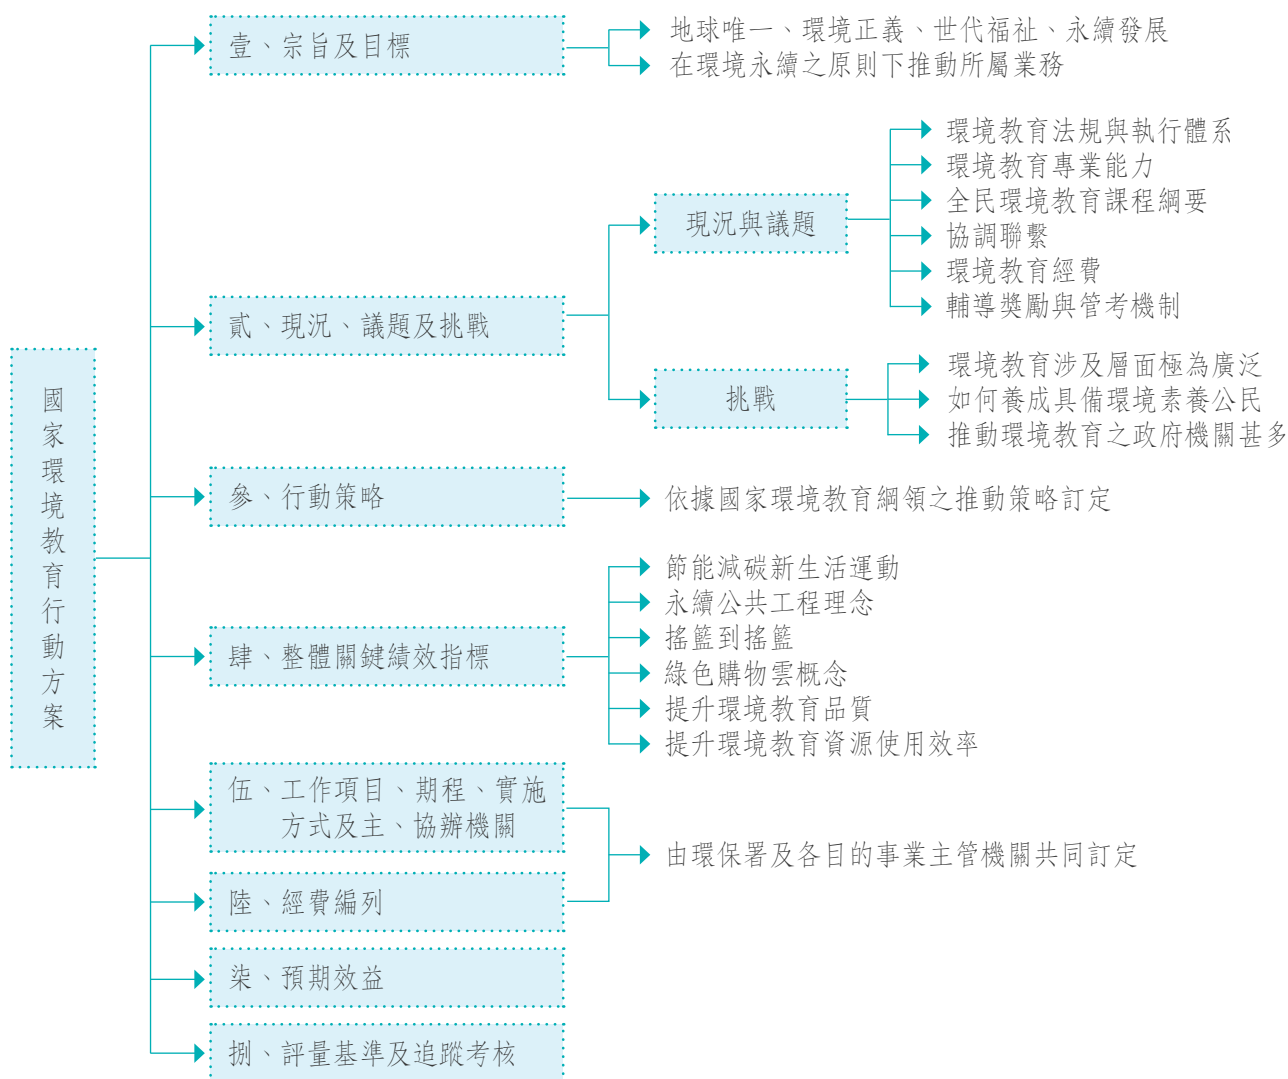 國家環境教育行動方案
壹、宗旨及目標
地球唯一、環境正義、世代福祉、永續發展
在環境永續之原則下推動所屬業務
貳、現況、議題及挑戰
現況與議題
環境教育法規與執行體系
環境教育專業能力
全民環境教育課程綱要
協調聯繫
環境教育經費
輔導獎勵與管考機制
挑戰
環境教育涉及層面極為廣泛
如何養成具備環境素養公民
推動環境教育之政府機關甚多
參、行動策略
依據國家環境教育綱領之推動策略訂定
肆、整體關鍵績效指標
節能減碳新生活運動
永續公共工程理念
搖籃到搖籃
綠色購物雲概念
提升環境教育品質
提升環境教育資源使用效率
伍、工作項目、期程、實施
方式及主、協辦機關
陸、經費編列
由環保署及各目的事業主管機關共同訂定
柒、預期效益
捌、評量基準及追蹤考核